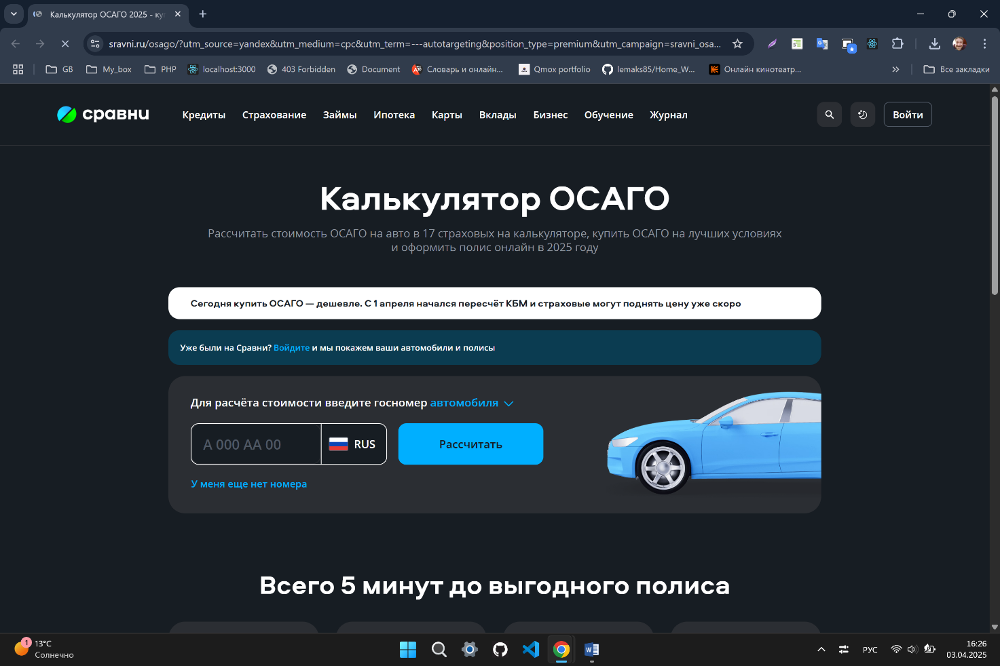 Калькулятор ОСАГО 2025 - ку
sravni.ru/osago/?utm_source=yandex&utm_medium=cpc&utm_term=---autotargeting&position_type=premium&utm_campaign=sravni_osa...
GB
My_box
PHP
localhost:3000
403 Forbidden
Document
Словарь и онлайн...
Qmox portfolio
lemaks85/Home_W...
Онлайн кинотеатр...
Все закладки
сравни
Кредиты
Страхование
Займы
Ипотека
Карты
Вклады
Бизнес
Обучение
Журнал
Войти
Калькулятор ОСАГО
Рассчитать стоимость ОСАГО на авто в 17 страховых на калькуляторе, купить ОСАГО на лучших условиях
и оформить полис онлайн в 2025 году
Сегодня купить ОСАГО — дешевле. С 1 апреля начался пересчёт КБМ и страховые могут поднять цену уже скоро
Уже были на Сравни? Войдите и мы покажем ваши автомобили и полисы
Для расчёта стоимости введите госномер автомобиля
А 000 АА 00
RUS
Рассчитать
У меня еще нет номера
Всего 5 минут до выгодного полиса
1
13°C
Солнечно
РУС
16:26
03.04.2025